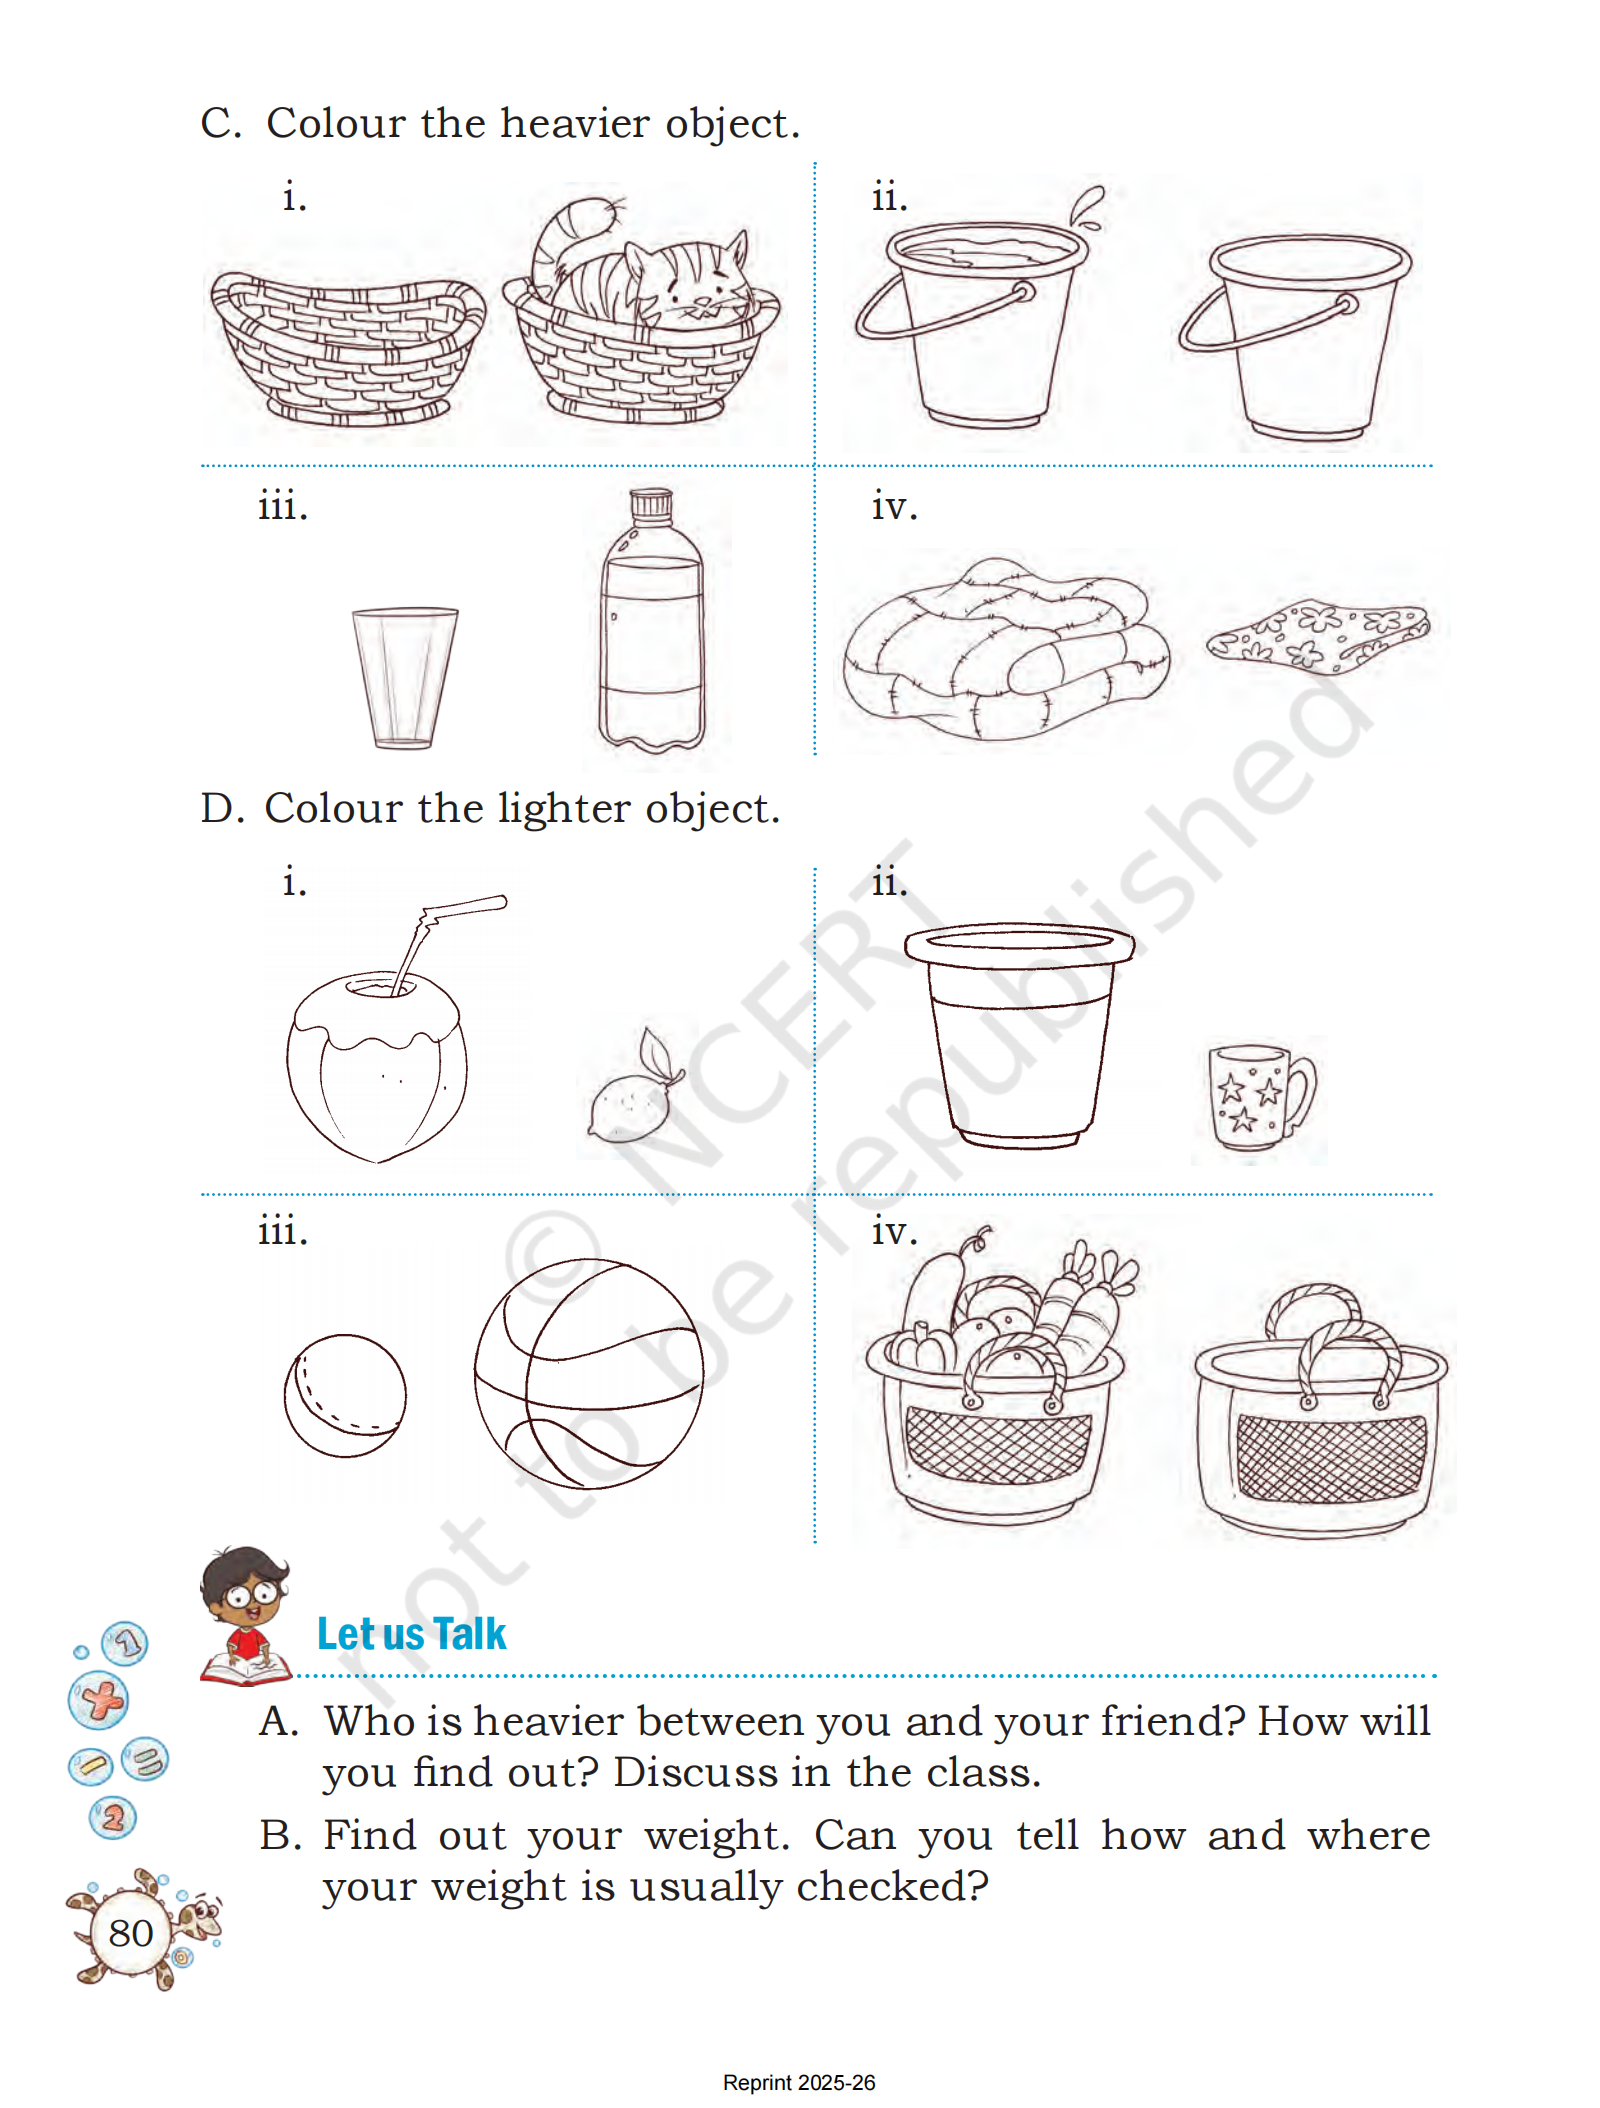 C. Colour the heavier object.
i.
ii.
iii.
iv.
D. Colour the lighter object.
i.
ii.
iii.
iv.
© NCERT
not to be republished
Let us Talk
A. Who is heavier between you and your friend? How will
you find out? Discuss in the class.
B. Find out your weight. Can you tell how and where
your weight is usually checked?
1
2
80
Reprint 2025-26